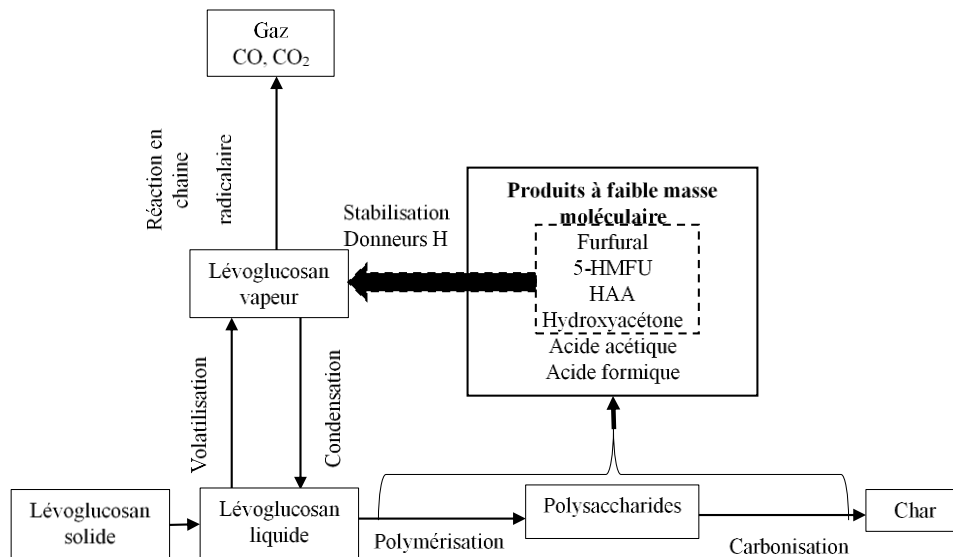 Gaz
CO, CO₂
Réaction en
chaine
radicalaire
Produits à faible masse
moléculaire
Furfural
5-HMFU
HAA
Hydroxyacétone
Acide acétique
Acide formique
Stabilisation
Donneurs H
Lévoglucosan
vapeur
Volatilisation
Condensation
Lévoglucosan
solide
Lévoglucosan
liquide
Polymérisation
Polysaccharides
Carbonisation
Char